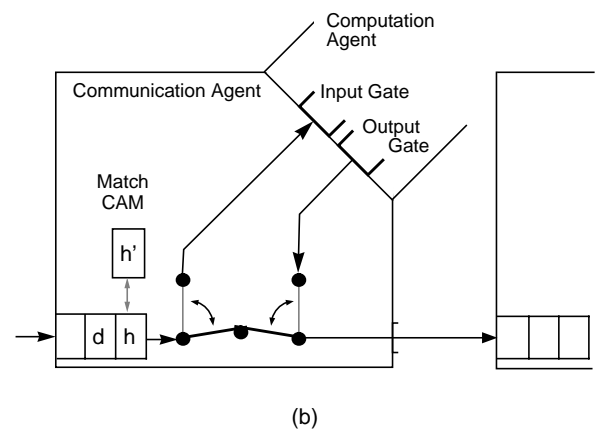 Computation
Agent
Communication Agent
Input Gate
Output
Gate
Match
CAM
h'
d h
(b)